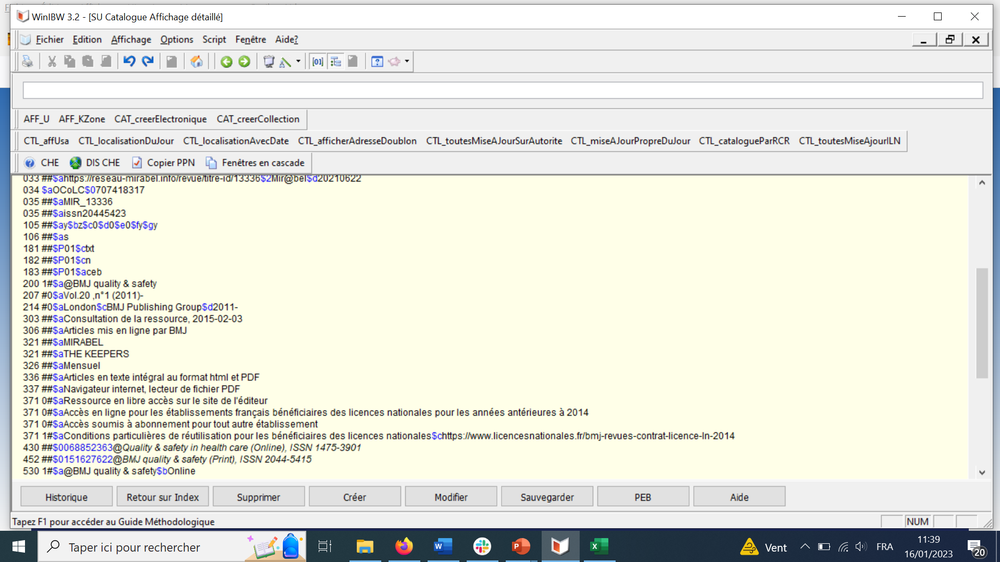 WinIBW 3.2 - [SU Catalogue Affichage détaillé]
Fichier Edition Affichage Options Script Fenêtre Aide?
[01]
AFF_U AFF_KZone CAT_creerElectronique CAT_creerCollection
CTL_affUsa CTL_localisationDuJour CTL_localisationAvecDate CTL_afficherAdresseDoublon CTL_toutesMiseAJourSurAutorite CTL_miseAJourPropreDuJour CTL_catalogueParRCR CTL_toutesMiseAjourILN
CHE DIS CHE Copier PPN Fenêtres en cascade
033 ##$ahttps://reseau-mirabel.info/revue/titre-id/13336$2Mir@bel$d20210622
034 $aOCoLC$0707418317
035 ##$aMIR_13336
035 ##$aissn20445423
105 ##$ay$bz$c0$d0$e0$fy$gy
106 ##$as
181 ##$P01$ctxt
182 ##$P01$cn
183 ##$P01$aceb
200 1#$a@BMJ quality & safety
207 #0$aVol.20 ,n°1 (2011)-
214 #0$aLondon$cBMJ Publishing Group$d2011-
303 ##$aConsultation de la ressource, 2015-02-03
306 ##$aArticles mis en ligne par BMJ
321 ##$aMIRABEL
321 ##$aTHE KEEPERS
326 ##$aMensuel
336 ##$aArticles en texte intégral au format html et PDF
337 ##$aNavigateur internet, lecteur de fichier PDF
371 0#$aRessource en libre accès sur le site de l'éditeur
371 0#$aAccès en ligne pour les établissements français bénéficiaires des licences nationales pour les années antérieures à 2014
371 0#$aAccès soumis à abonnement pour tout autre établissement
371 1#$aConditions particulières de réutilisation pour les bénéficiaires des licences nationales$chttps://www.licencesnationales.fr/bmj-revues-contrat-licence-ln-2014
430 ##$0068852363@Quality & safety in health care (Online), ISSN 1475-3901
452 ##$0151627622@BMJ quality & safety (Print), ISSN 2044-5415
530 1#$a@BMJ quality & safety$bOnline
Historique Retour sur Index Supprimer Créer Modifier Sauvegarder PEB Aide
Tapez F1 pour accéder au Guide Méthodologique NUM
Taper ici pour rechercher Vent FRA 11:39
16/01/2023 20